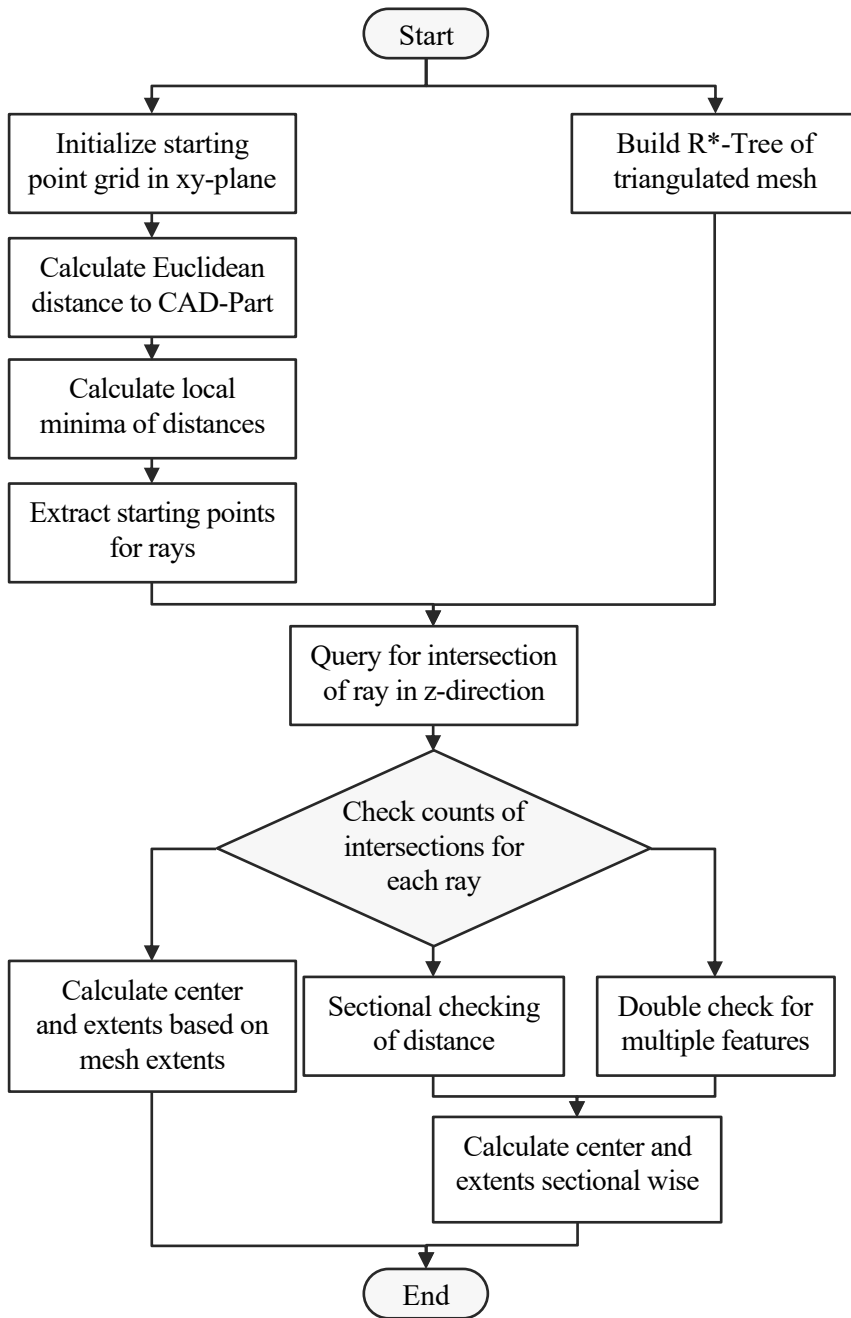 Start
Initialize starting
point grid in xy-plane
Build R*-Tree of
triangulated mesh
Calculate Euclidean
distance to CAD-Part
Calculate local
minima of distances
Extract starting points
for rays
Query for intersection
of ray in z-direction
Check counts of
intersections for
each ray
Calculate center
and extents based on
mesh extents
Sectional checking
of distance
Double check for
multiple features
Calculate center and
extents sectional wise
End